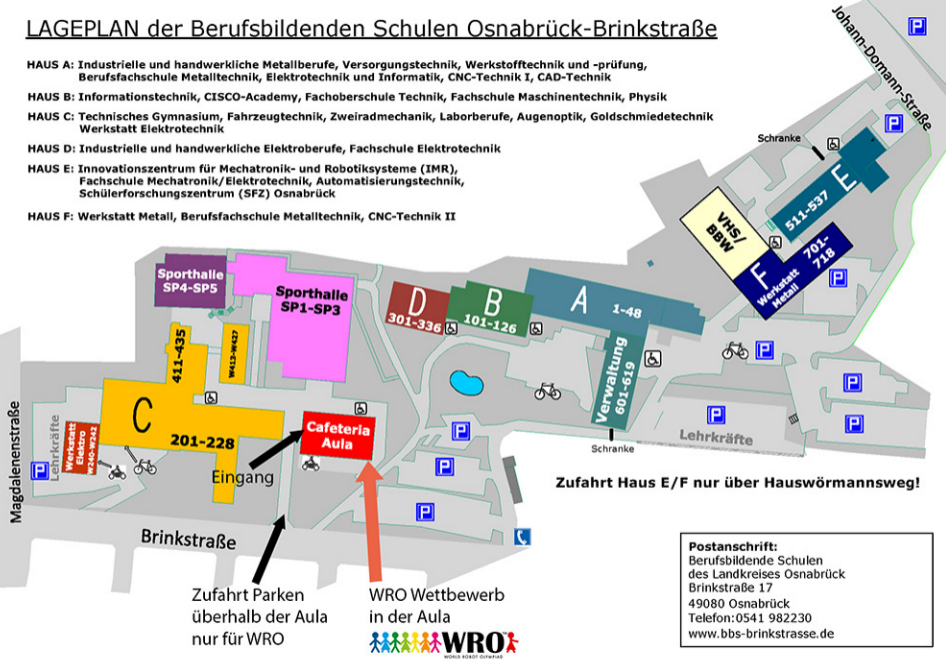 LAGEPLAN der Berufsbildenden Schulen Osnabrück-Brinkstraße
HAUS A: Industrielle und handwerkliche Metallberufe, Versorgungstechnik, Werkstofftechnik und -prüfung,
Berufsfachschule Metalltechnik, Elektrotechnik und Informatik, CNC-Technik I, CAD-Technik
HAUS B: Informationstechnik, CISCO-Academy, Fachoberschule Technik, Fachschule Maschinentechnik, Physik
HAUS C: Technisches Gymnasium, Fahrzeugtechnik, Zweiradmechanik, Laborberufe, Augenoptik, Goldschmiedetechnik
Werkstatt Elektrotechnik
HAUS D: Industrielle und handwerkliche Elektroberufe, Fachschule Elektrotechnik
HAUS E: Innovationszentrum für Mechatronik- und Robotiksysteme (IMR),
Fachschule Mechatronik/Elektrotechnik, Automatisierungstechnik,
Schülerforschungszentrum (SFZ) Osnabrück
HAUS F: Werkstatt Metall, Berufsfachschule Metalltechnik, CNC-Technik II
Johann-Domann-Straße
P
P
Schranke
E
511-537
VHS/
BBW
F
701-
718
Werkstatt
Metall
P
Sporthalle
SP4-SP5
Sporthalle
SP1-SP3
D
301-336
B
101-126
A
1-48
Verwaltung
601-619
P
P
P
P
Lehrkräfte
Schranke
411-435
W413-W427
C
201-228
Werkstatt
Elektro
W240-W242
Lehrkräfte
P
Magdalenenstraße
Cafeteria
Aula
Eingang
P
P
P
Brinkstraße
Zufahrt Haus E/F nur über Hauswörmannsweg!
Zufahrt Parken
überhalb der Aula
nur für WRO
WRO Wettbewerb
in der Aula
WRO
WORLD ROBOT OLYMPIAD
Postanschrift:
Berufsbildende Schulen
des Landkreises Osnabrück
Brinkstraße 17
49080 Osnabrück
Telefon:0541 982230
www.bbs-brinkstrasse.de